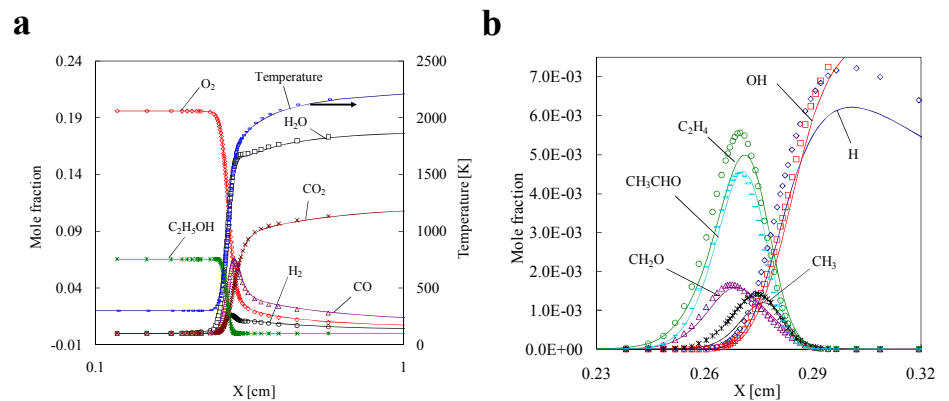 a
b
0.24
0.19
0.14
0.09
0.04
-0.01
Mole fraction
2500
2000
1500
1000
500
0
Temperature [K]
O₂
Temperature
H₂O
CO₂
C₂H₅OH
H₂
CO
0.1
1
X [cm]
7.0E-03
6.0E-03
5.0E-03
4.0E-03
3.0E-03
2.0E-03
1.0E-03
0.0E+00
Mole fraction
OH
C₂H₄
H
CH₃CHO
CH₂O
CH₃
0.23
0.26
0.29
0.32
X [cm]